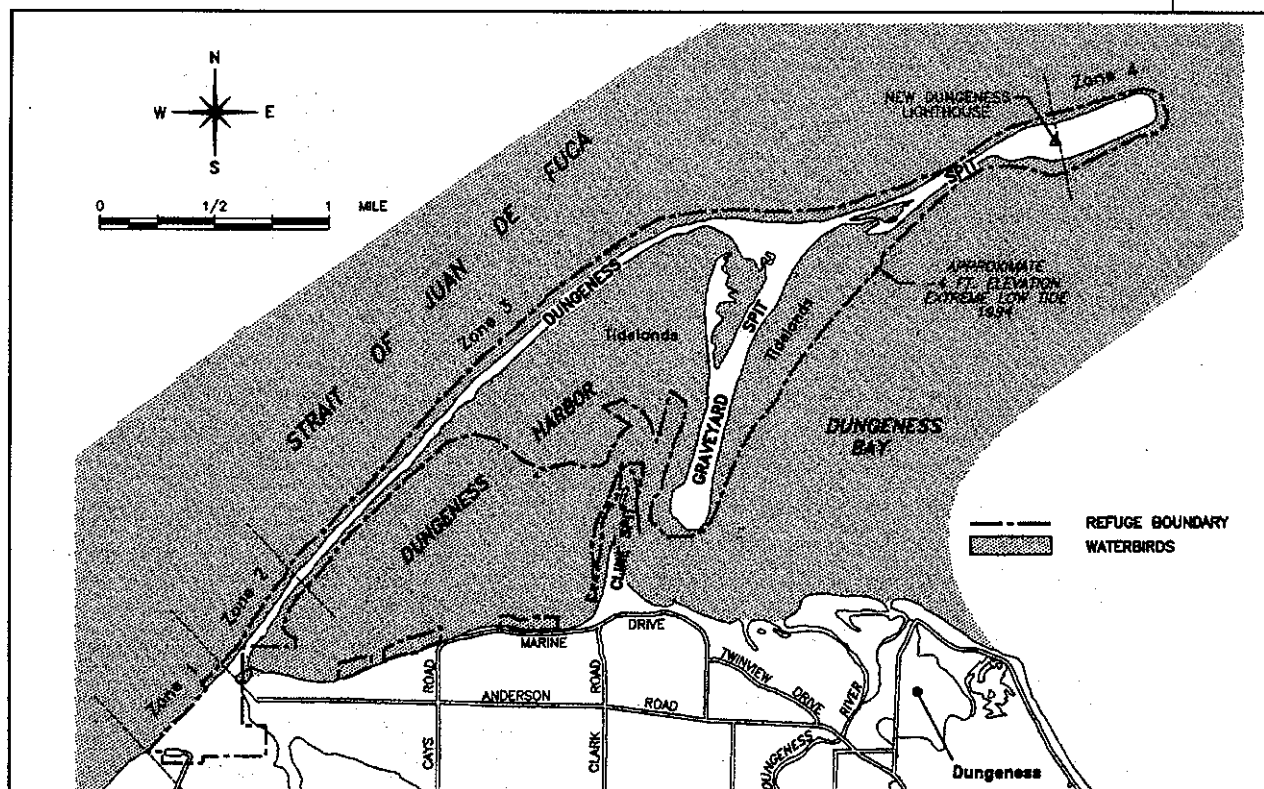 N
W E
S
0 1/2 1 MILE
STRAIT OF JUAN DE FUCA
Zone 4
NEW DUNGENESS
LIGHTHOUSE
SPIT
DUNGENESS
Zone 3
Tidelands
SPIT
Tidelands
APPROXIMATE
-4 FT. ELEVATION
EXTREME LOW TIDE
1994
HARBOR
DUNGENESS
GRAVEYARD
DUNGENESS
BAY
REFUGE BOUNDARY
WATERBIRDS
CLINE SPIT
Zone 2
Zone 1
MARINE
DRIVE
ROAD
ROAD
TWINVIEW
DRIVE
RIVER
ANDERSON
ROAD
CAYS
CLARK
DUNGENESS
Dungeness